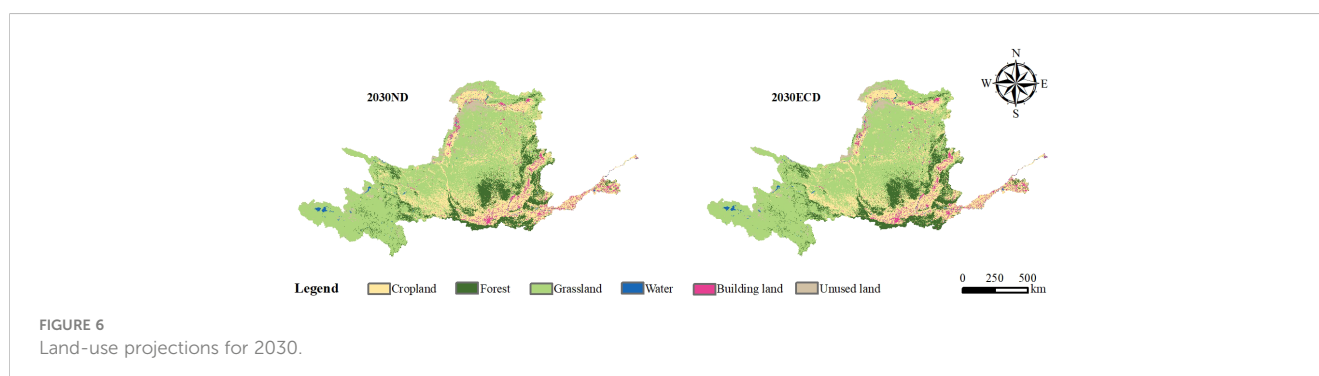 N
2030ND
2030ECD
W E
S
Legend Cropland Forest Grassland Water Building land Unused land
0 250 500
km
FIGURE 6
Land-use projections for 2030.